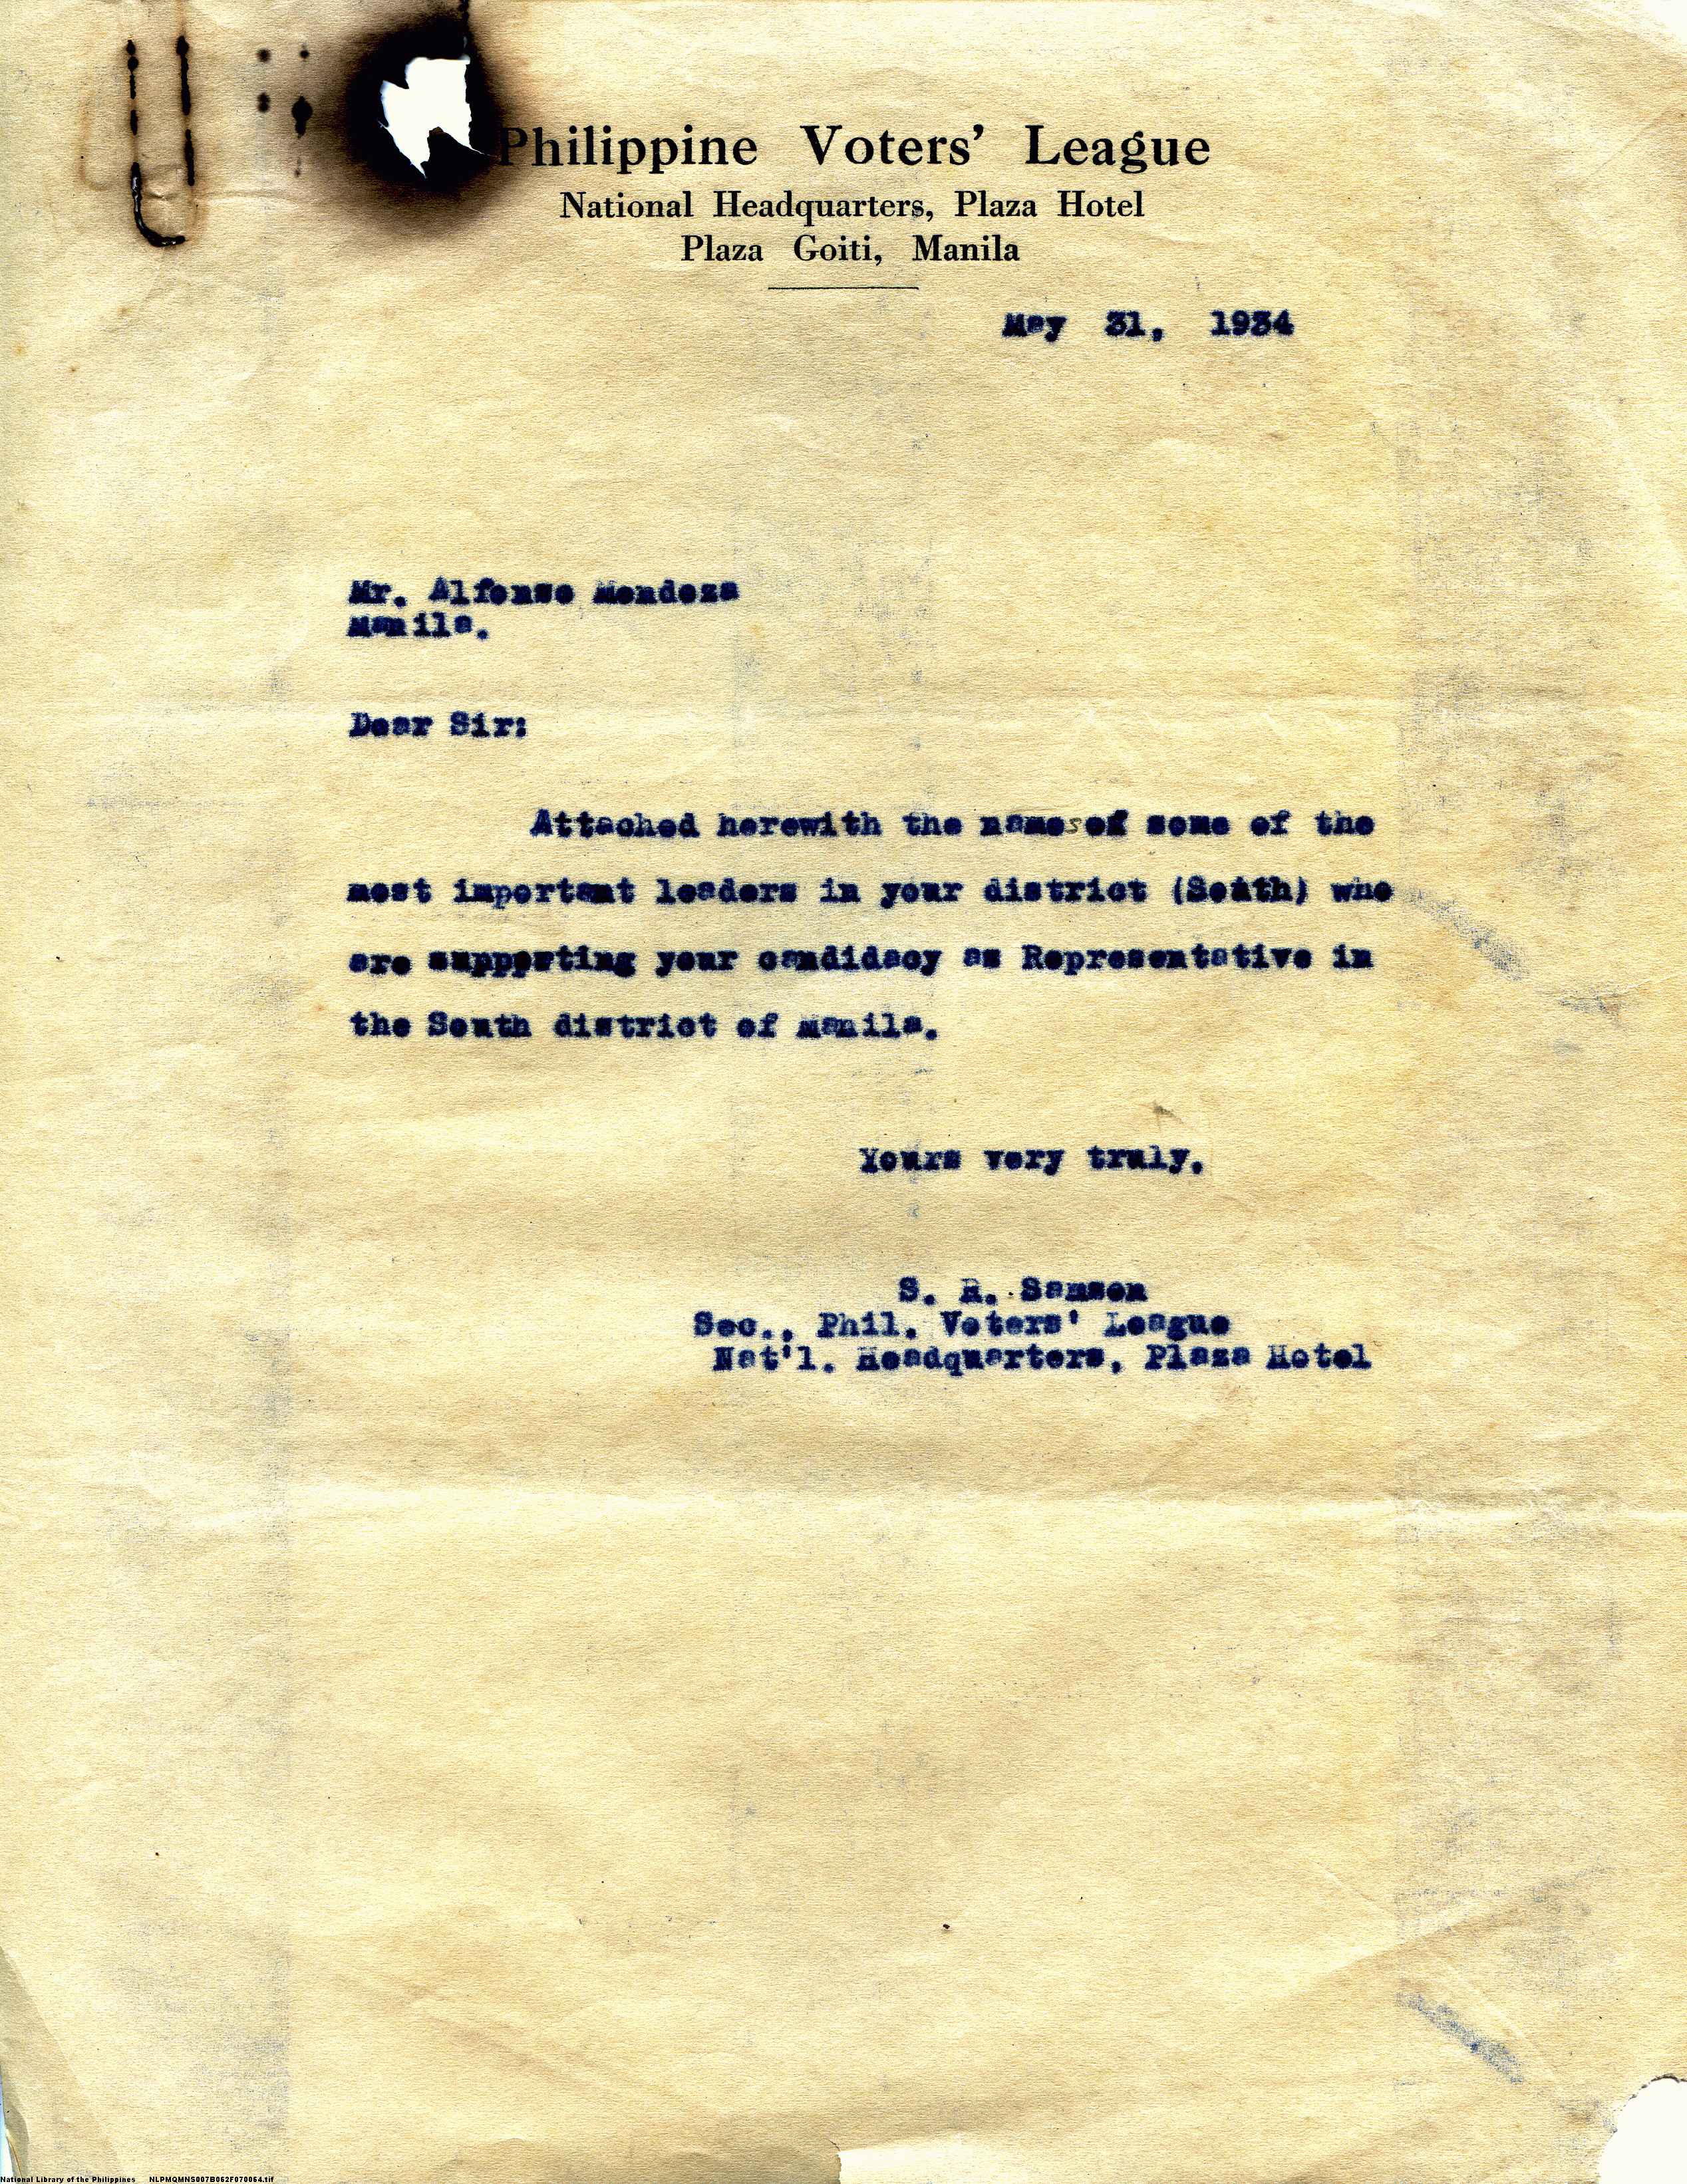 Philippine Voters' League
National Headquarters, Plaza Hotel
Plaza Goiti, Manila
May 31, 1934
Mr. Alfonso Mendoza
Manila.
Dear Sir:
Attached herewith the names of some of the
most important leaders in your district (South) who
are supporting your candidacy as Representative in
the South district of Manila.
Yours very truly,
S. R. Samson
Sec., Phil. Voters' League
Nat'l. Headquarters, Plaza Hotel
National Library of the Philippines NLPMQMNS007B062F070064.tif